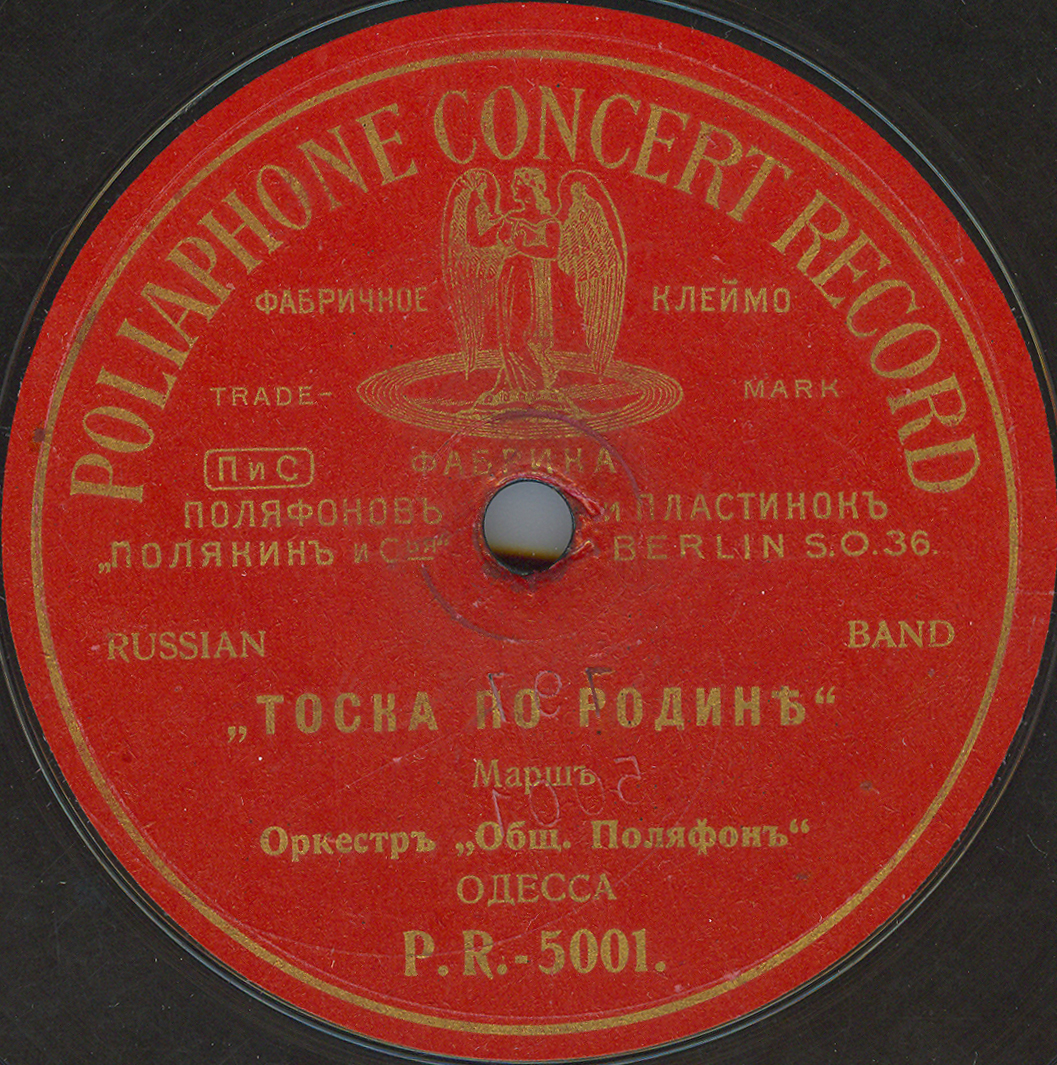 POLIAPHONE CONCERT RECORD
ФАБРИЧНОЕ КЛЕЙМО
TRADE- MARK
ПиС ФАБРИКА
ПОЛЯФОНОВЪ и ПЛАСТИНОКЪ
„ПОЛЯКИНЪ и С-ья“ BERLIN S.O.36.
RUSSIAN BAND
„ТОСКА ПО РОДИНѢ“
Маршъ
Оркестръ „Общ. Поляфонъ“
ОДЕССА
P.R.-5001.